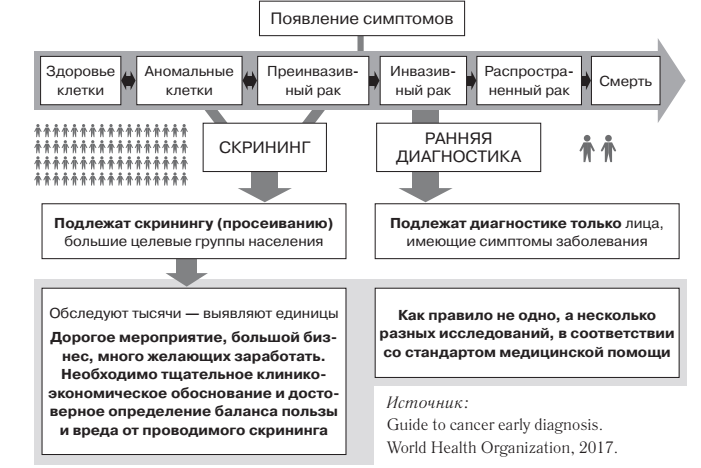 Появление симптомов
Здоровье
клетки
Аномальные
клетки
Преинвазив-
ный рак
Инвазив-
ный рак
Распростра-
ненный рак
Смерть
СКРИНИНГ
РАННЯЯ
ДИАГНОСТИКА
Подлежат скринингу (просеиванию)
большие целевые группы населения
Подлежат диагностике только лица,
имеющие симптомы заболевания
Обследуют тысячи — выявляют единицы
Дорогое мероприятие, большой биз-
нес, много желающих заработать.
Необходимо тщательное клинико-
экономическое обоснование и досто-
верное определение баланса пользы
и вреда от проводимого скрининга
Как правило не одно, а несколько
разных исследований, в соответствии
со стандартом медицинской помощи
Источник:
Guide to cancer early diagnosis.
World Health Organization, 2017.